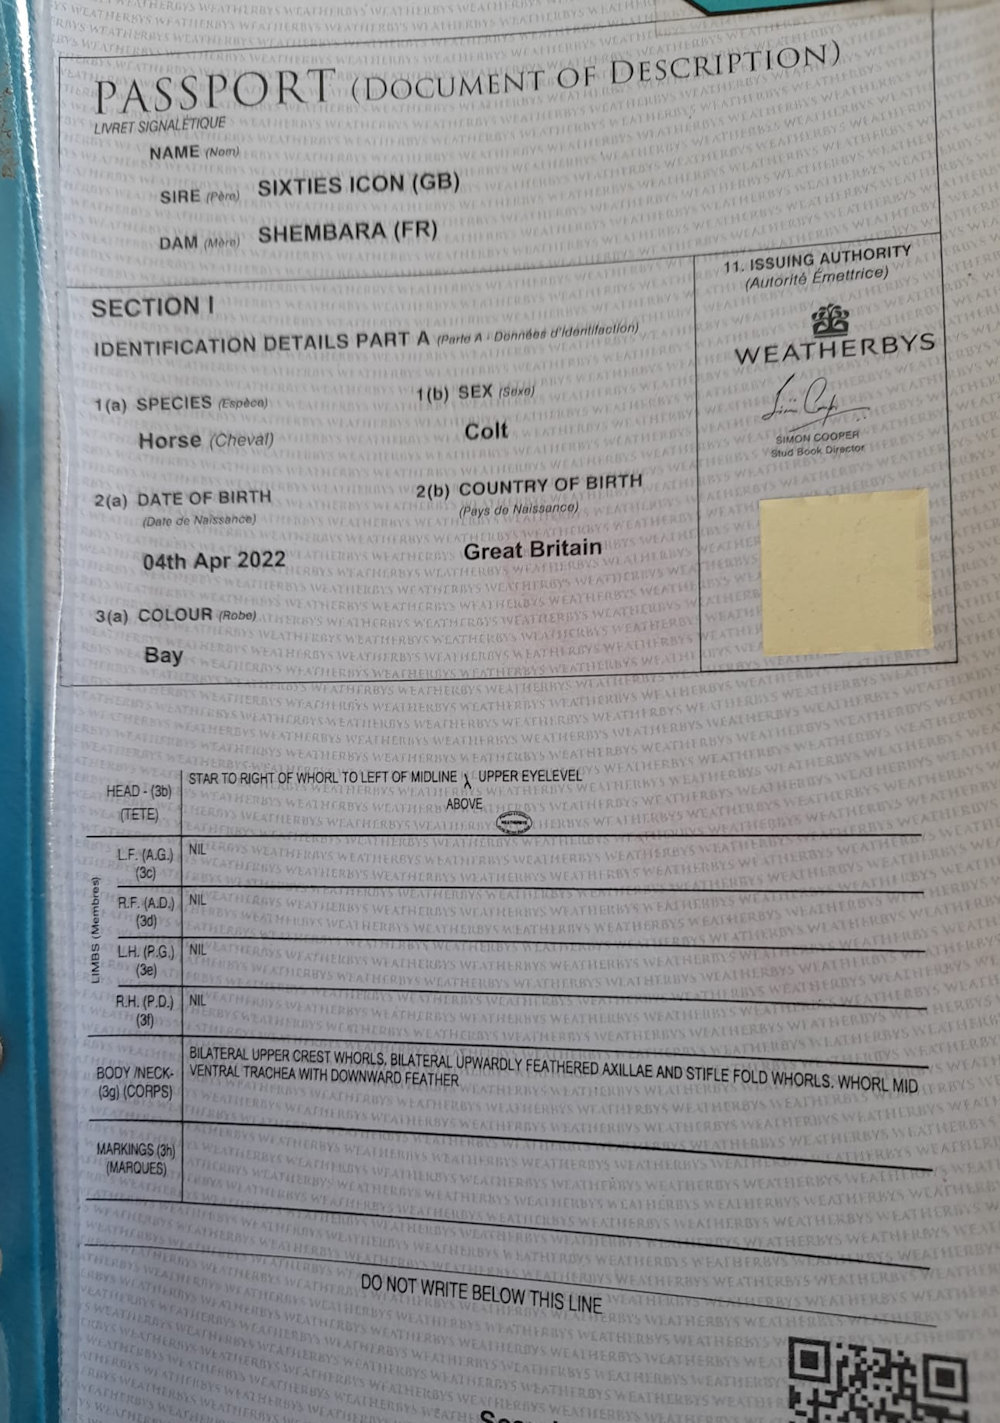 PASSPORT (DOCUMENT OF DESCRIPTION)
LIVRET SIGNALÉTIQUE
NAME (Nom)
SIRE (Père) SIXTIES ICON (GB)
DAM (Mère) SHEMBARA (FR)
SECTION I
IDENTIFICATION DETAILS PART A (Parte A - Données d'Identifaction)
1(a) SPECIES (Espèce)
Horse (Cheval)
1(b) SEX (Sexe)
Colt
2(a) DATE OF BIRTH
(Date de Naissance)
04th Apr 2022
2(b) COUNTRY OF BIRTH
(Pays de Naissance)
Great Britain
3(a) COLOUR (Robe)
Bay
11. ISSUING AUTHORITY
(Autorité Émettrice)
WEATHERBYS
SIMON COOPER
Stud Book Director
HEAD - (3b)
(TETE)
STAR TO RIGHT OF WHORL TO LEFT OF MIDLINE UPPER EYELEVEL
ABOVE
LIMBS (Membres)
L.F. (A.G.)
(3c)
NIL
R.F. (A.D.)
(3d)
NIL
L.H. (P.G.)
(3e)
NIL
R.H. (P.D.)
(3f)
NIL
BODY /NECK-
(3g) (CORPS)
BILATERAL UPPER CREST WHORLS, BILATERAL UPWARDLY FEATHERED AXILLAE AND STIFLE FOLD WHORLS. WHORL MID
VENTRAL TRACHEA WITH DOWNWARD FEATHER
MARKINGS (3h)
(MARQUES)
DO NOT WRITE BELOW THIS LINE